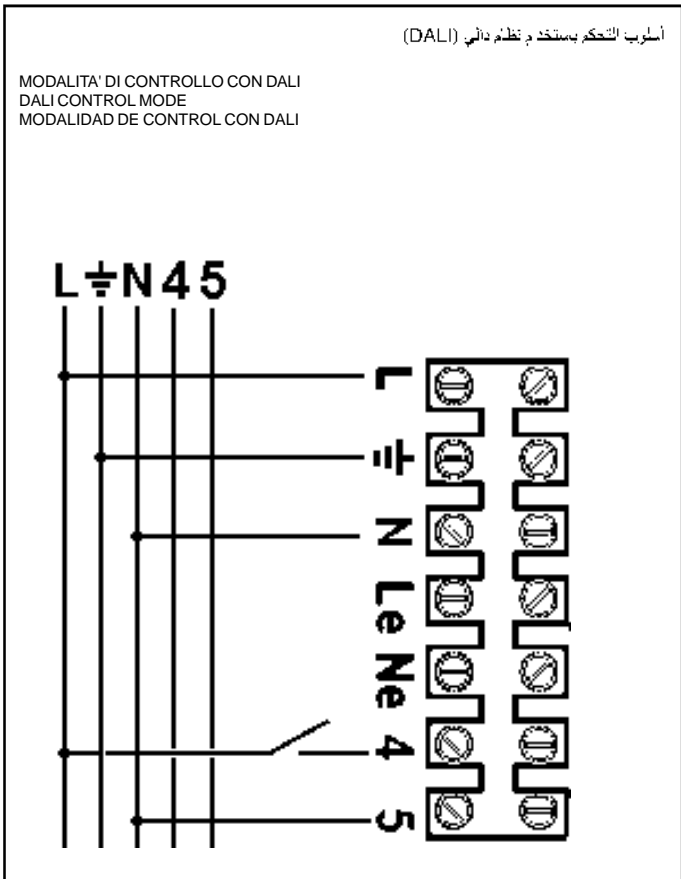 أسلوب التحكم بستخدم نظام دالي (DALI)
MODALITA' DI CONTROLLO CON DALI
DALI CONTROL MODE
MODALIDAD DE CONTROL CON DALI
L N 4 5
L
N
Le
Ne
4
5